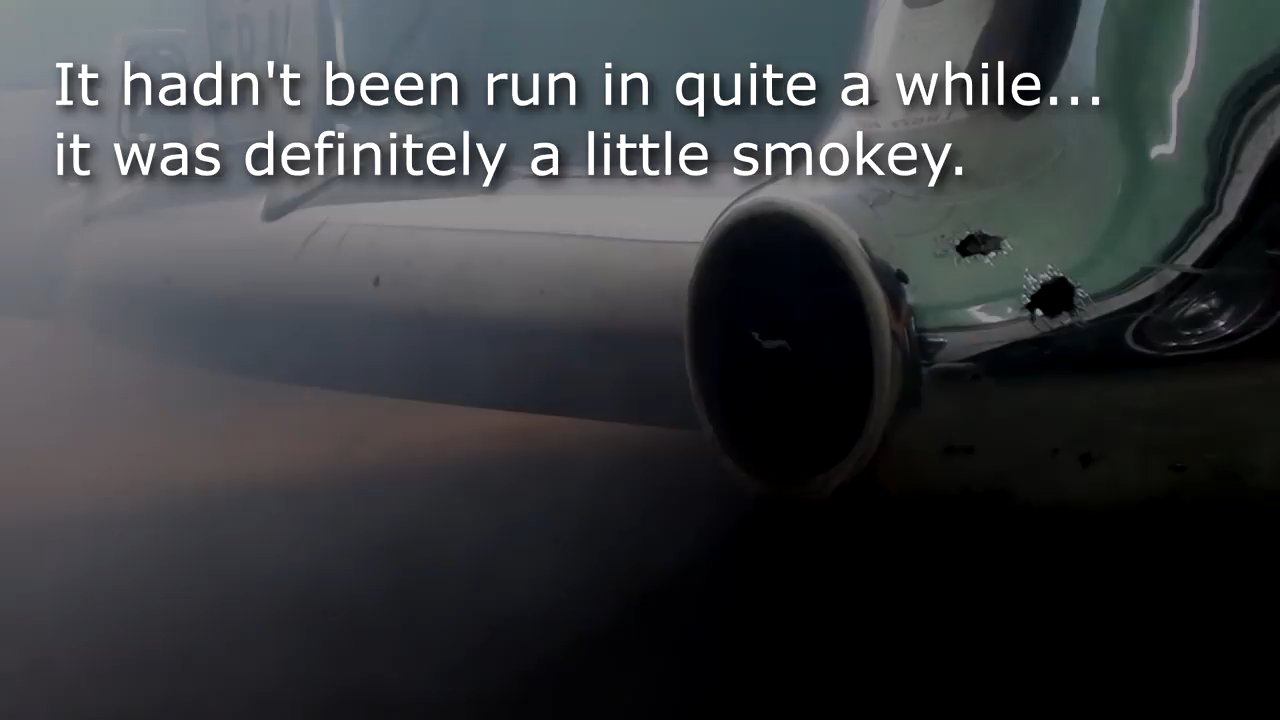 It hadn't been run in quite a while...
it was definitely a little smokey.